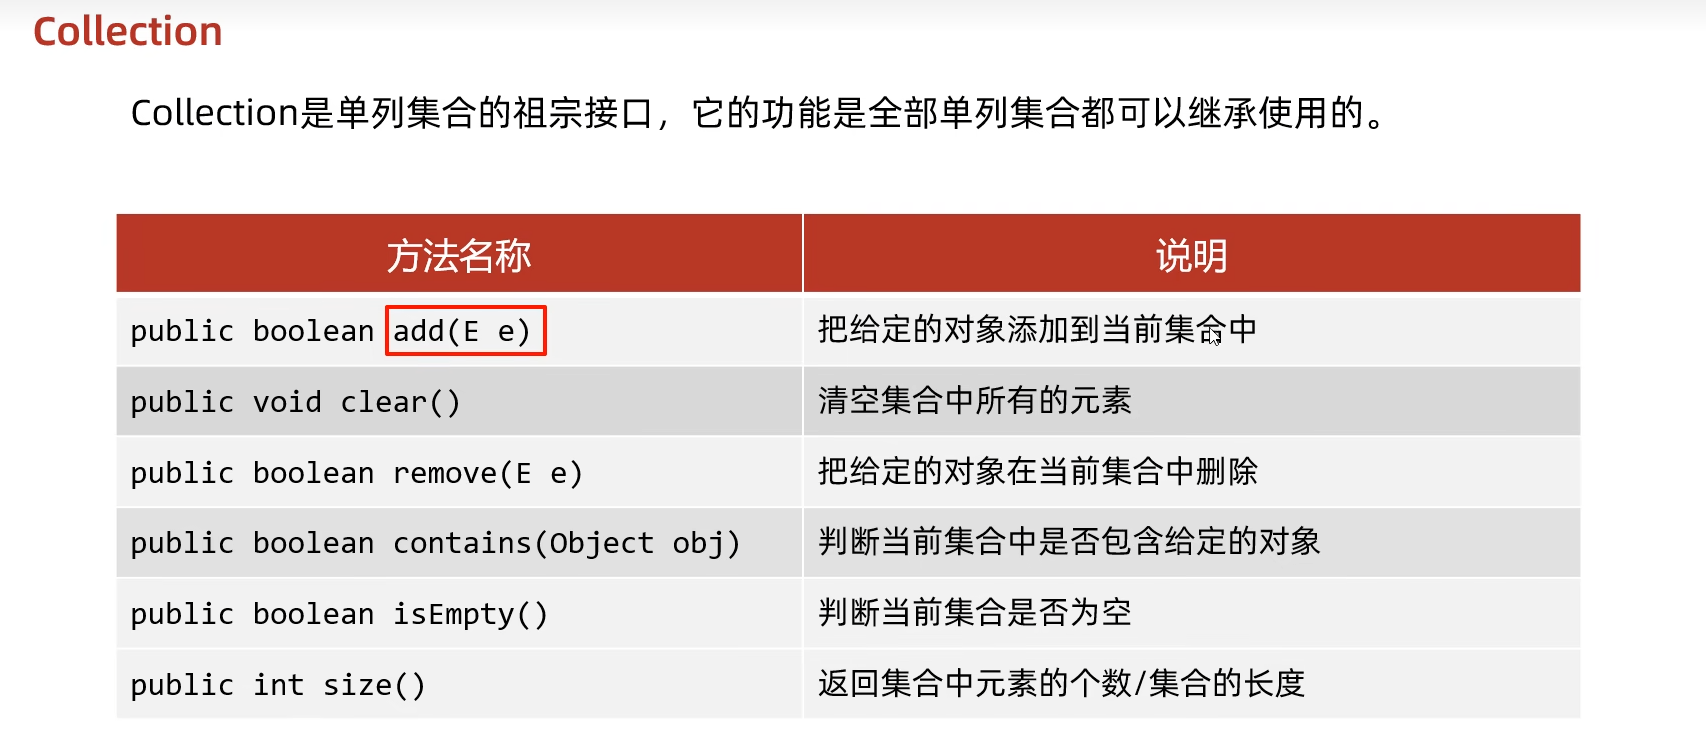 Collection
Collection是单列集合的祖宗接口，它的功能是全部单列集合都可以继承使用的。
方法名称 说明
public boolean add(E e) 把给定的对象添加到当前集合中
public void clear() 清空集合中所有的元素
public boolean remove(E e) 把给定的对象在当前集合中删除
public boolean contains(Object obj) 判断当前集合中是否包含给定的对象
public boolean isEmpty() 判断当前集合是否为空
public int size() 返回集合中元素的个数/集合的长度